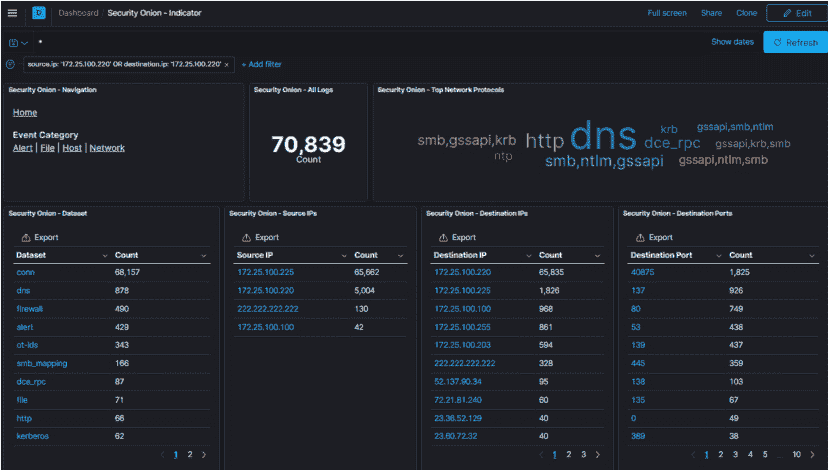 D Dashboard Security Onion - Indicator Full screen Share Clone Edit
* Show dates Refresh
source.ip: '172.25.100.220' OR destination.ip: '172.25.100.220' × + Add filter
Security Onion - Navigation
Home
Event Category
Alert | File | Host | Network
Security Onion - All Logs
70,839
Count
Security Onion - Top Network Protocols
krb gssapi,smb,ntlm
smb,gssapi,krb http dns dce_rpc gssapi,krb,smb
ntp smb,ntlm,gssapi gssapi,ntlm,smb
Security Onion - Dataset
Export
Dataset Count
conn 68,157
dns 878
firewall 490
alert 429
ot-ids 343
smb_mapping 166
dce_rpc 87
file 71
http 66
kerberos 62
1 2
Security Onion - Source IPs
Export
Source IP Count
172.25.100.225 65,662
172.25.100.220 5,004
222.222.222.222 130
172.25.100.100 42
Security Onion - Destination IPs
Export
Destination IP Count
172.25.100.220 65,835
172.25.100.225 1,826
172.25.100.100 968
172.25.100.255 861
172.25.100.203 594
222.222.222.222 328
52.137.90.34 95
72.21.81.240 60
23.36.52.129 40
23.60.72.32 40
1 2 3
Security Onion - Destination Ports
Export
Destination Port Count
40875 1,825
137 926
80 749
53 438
139 437
445 359
138 103
135 67
0 49
389 38
1 2 3 4 5 ... 10